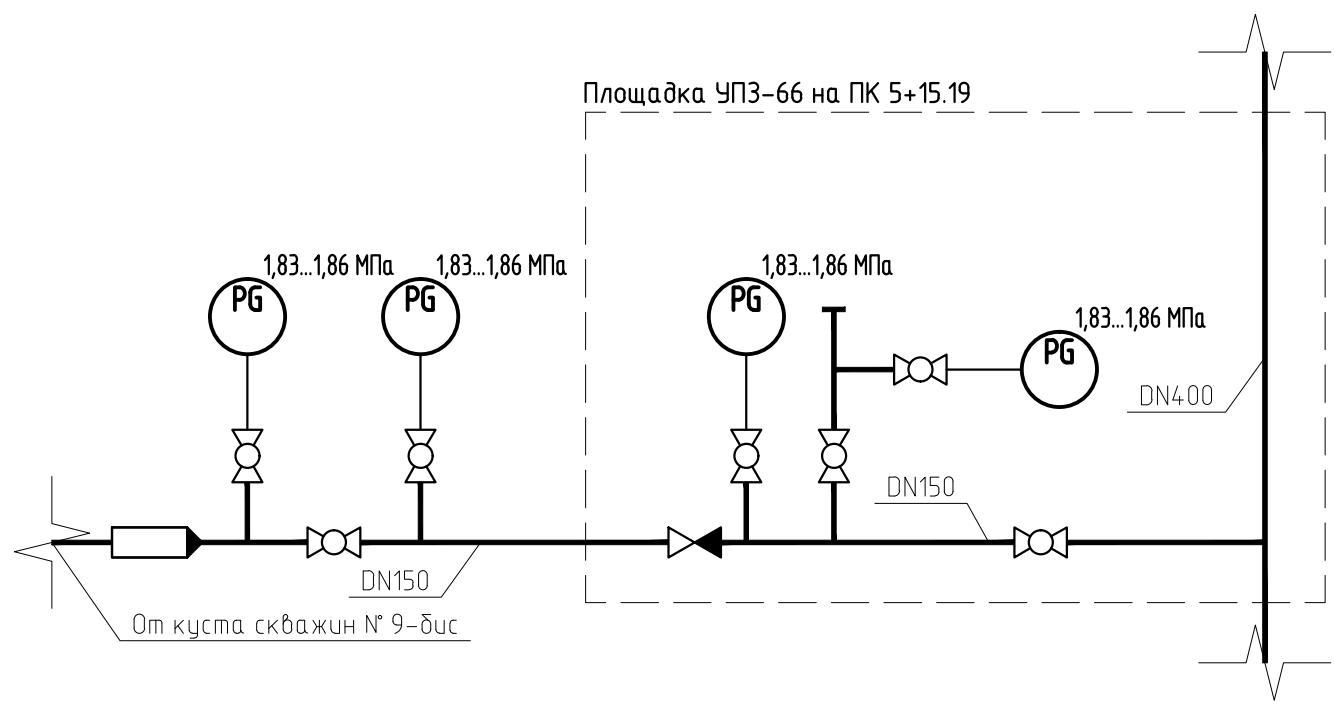 Площадка УПЗ-66 на ПК 5+15.19
1,83...1,86 МПа
PG
1,83...1,86 МПа
PG
1,83...1,86 МПа
PG
1,83...1,86 МПа
PG
DN400
DN150
DN150
От куста скважин № 9-бис